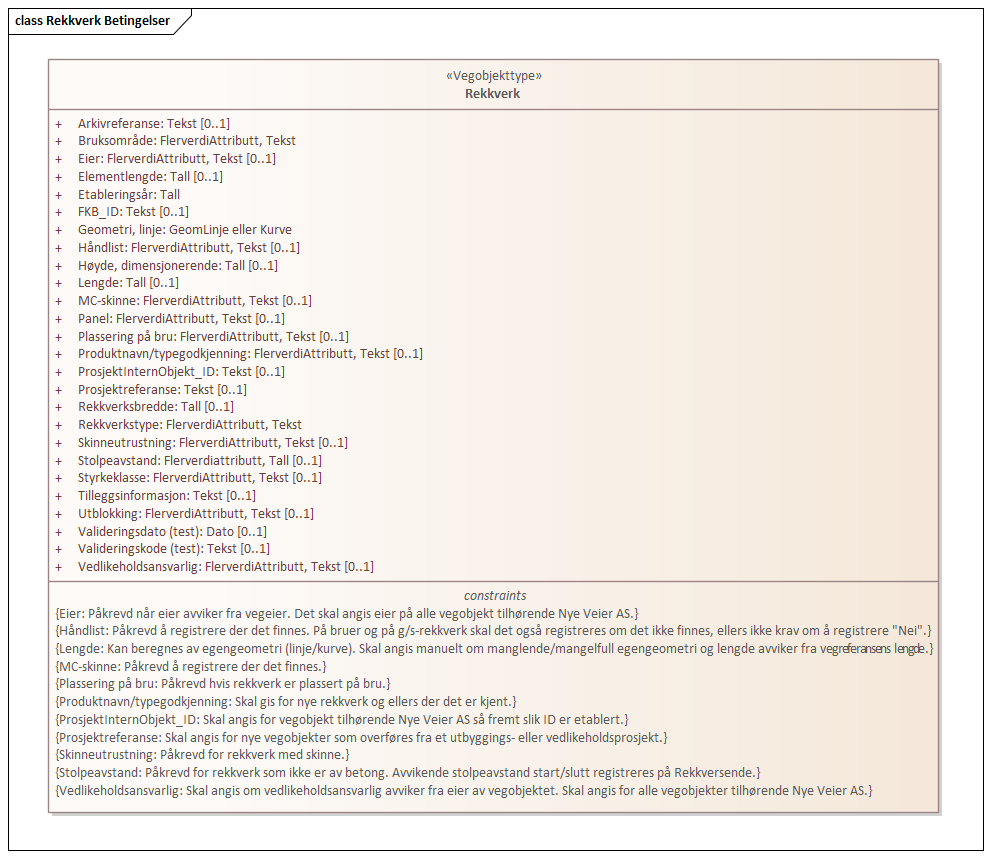 class Rekkverk Betingelser
«Vegobjekttype»
Rekkverk
+ Arkivreferanse: Tekst [0..1]
+ Bruksområde: FlerverdiAttributt, Tekst
+ Eier: FlerverdiAttributt, Tekst [0..1]
+ Elementlengde: Tall [0..1]
+ Etableringsår: Tall
+ FKB_ID: Tekst [0..1]
+ Geometri, linje: GeomLinje eller Kurve
+ Håndlist: FlerverdiAttributt, Tekst [0..1]
+ Høyde, dimensjonerende: Tall [0..1]
+ Lengde: Tall [0..1]
+ MC-skinne: FlerverdiAttributt, Tekst [0..1]
+ Panel: FlerverdiAttributt, Tekst [0..1]
+ Plassering på bru: FlerverdiAttributt, Tekst [0..1]
+ Produktnavn/typegodkjenning: FlerverdiAttributt, Tekst [0..1]
+ ProsjektInternObjekt_ID: Tekst [0..1]
+ Prosjektreferanse: Tekst [0..1]
+ Rekkverksbredde: Tall [0..1]
+ Rekkverkstype: FlerverdiAttributt, Tekst
+ Skinneutrustning: FlerverdiAttributt, Tekst [0..1]
+ Stolpeavstand: Flerverdiattributt, Tall [0..1]
+ Styrkeklasse: FlerverdiAttributt, Tekst [0..1]
+ Tilleggsinformasjon: Tekst [0..1]
+ Utblokking: FlerverdiAttributt, Tekst [0..1]
+ Valideringsdato (test): Dato [0..1]
+ Valideringskode (test): Tekst [0..1]
+ Vedlikeholdsansvarlig: FlerverdiAttributt, Tekst [0..1]
constraints
{Eier: Påkrevd når eier avviker fra vegeier. Det skal angis eier på alle vegobjekt tilhørende Nye Veier AS.}
{Håndlist: Påkrevd å registrere der det finnes. På bruer og på g/s-rekkverk skal det også registreres om det ikke finnes, ellers ikke krav om å registrere "Nei".}
{Lengde: Kan beregnes av egengeometri (linje/kurve). Skal angis manuelt om manglende/mangelfull egengeometri og lengde avviker fra vegreferansens lengde.}
{MC-skinne: Påkrevd å registrere der det finnes.}
{Plassering på bru: Påkrevd hvis rekkverk er plassert på bru.}
{Produktnavn/typegodkjenning: Skal gis for nye rekkverk og ellers der det er kjent.}
{ProsjektInternObjekt_ID: Skal angis for vegobjekt tilhørende Nye Veier AS så fremt slik ID er etablert.}
{Prosjektreferanse: Skal angis for nye vegobjekter som overføres fra et utbyggings- eller vedlikeholdsprosjekt.}
{Skinneutrustning: Påkrevd for rekkverk med skinne.}
{Stolpeavstand: Påkrevd for rekkverk som ikke er av betong. Avvikende stolpeavstand start/slutt registreres på Rekkversende.}
{Vedlikeholdsansvarlig: Skal angis om vedlikeholdsansvarlig avviker fra eier av vegobjektet. Skal angis for alle vegobjekter tilhørende Nye Veier AS.}